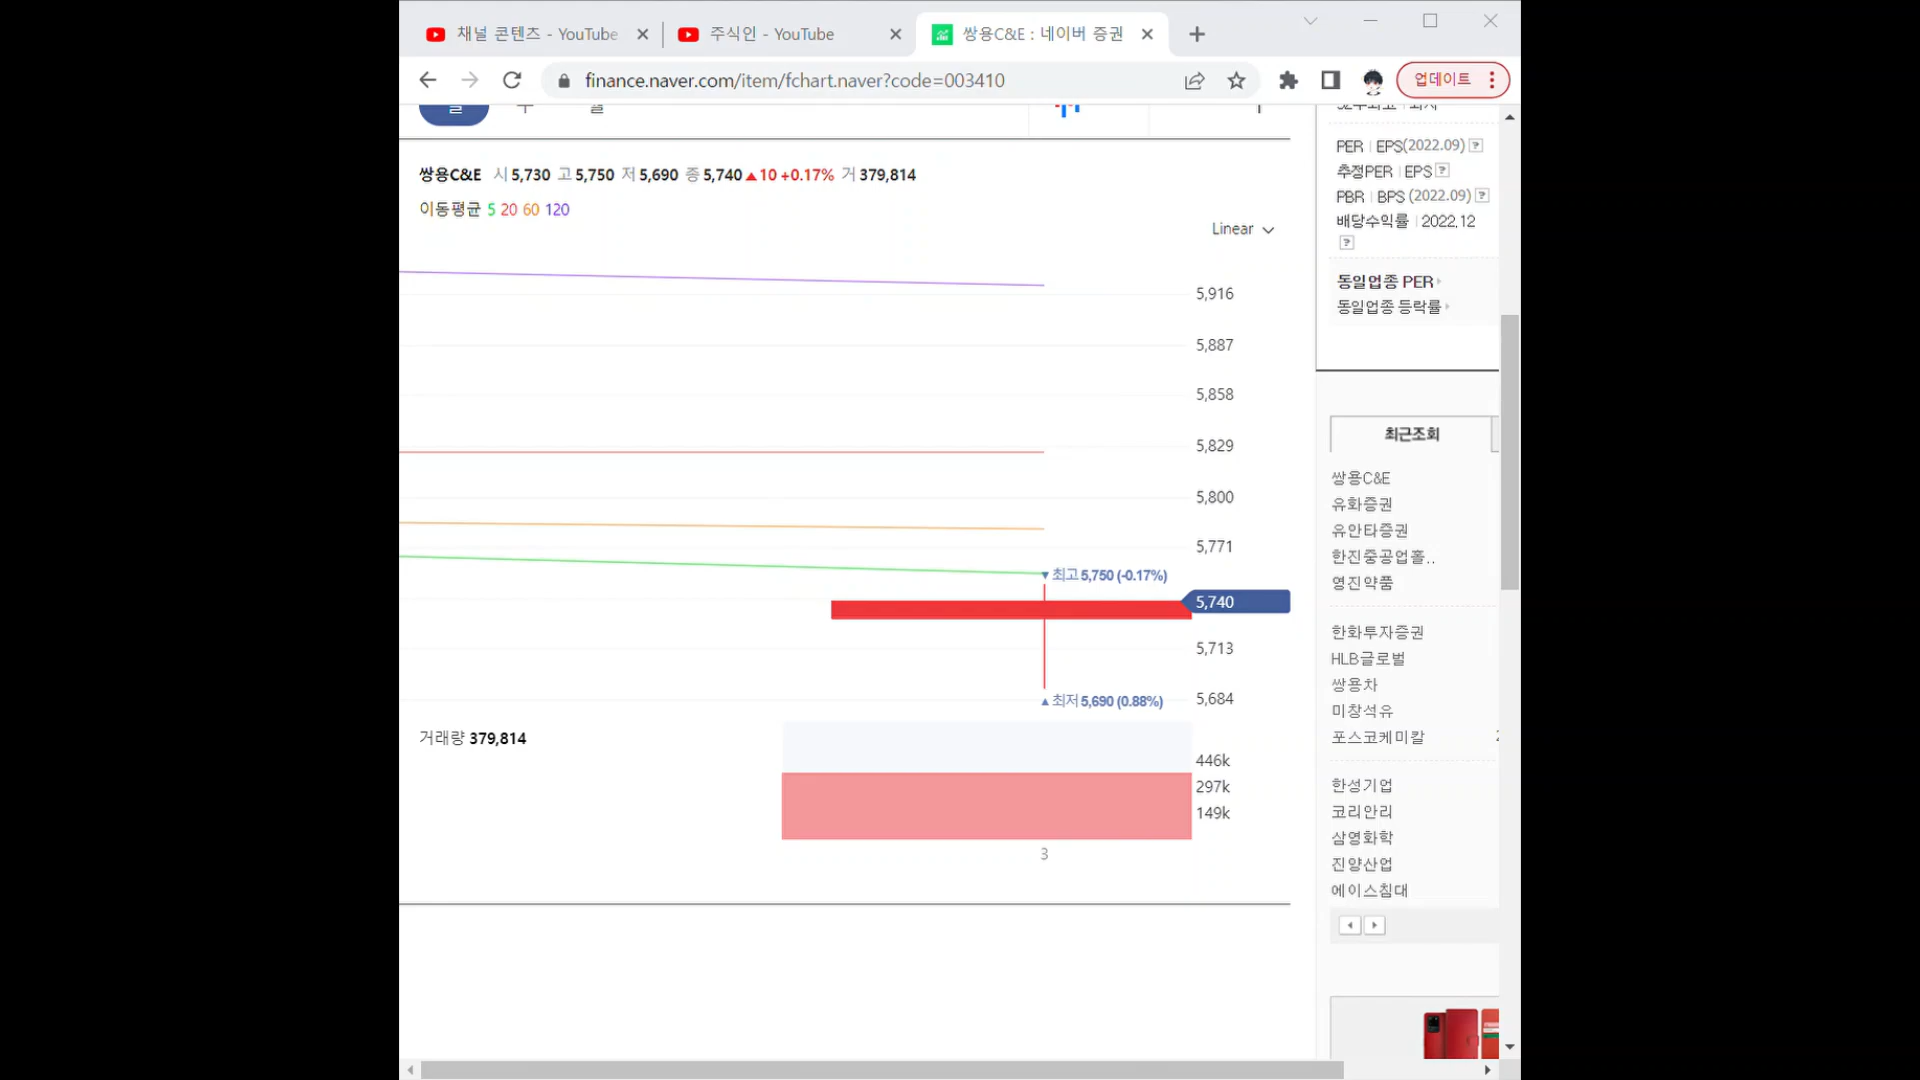 채널 콘텐츠 - YouTube
주식인 - YouTube
쌍용C&E : 네이버 증권
finance.naver.com/item/fchart.naver?code=003410
업데이트
쌍용C&E 시 5,730 고 5,750 저 5,690 종 5,740 ▲10 +0.17% 거 379,814
이동평균 5 20 60 120
Linear
5,916
5,887
5,858
5,829
5,800
5,771
▼최고 5,750 (-0.17%)
5,740
5,713
▲최저 5,690 (0.88%)
5,684
거래량 379,814
446k
297k
149k
3
PER | EPS(2022.09) ?
추정PER | EPS ?
PBR | BPS (2022.09) ?
배당수익률 | 2022.12
?
동일업종 PER
동일업종 등락률
최근조회
쌍용C&E
유화증권
유안타증권
한진중공업홀..
영진약품
한화투자증권
HLB글로벌
쌍용차
미창석유
포스코케미칼
한성기업
코리안리
삼영화학
진양산업
에이스침대